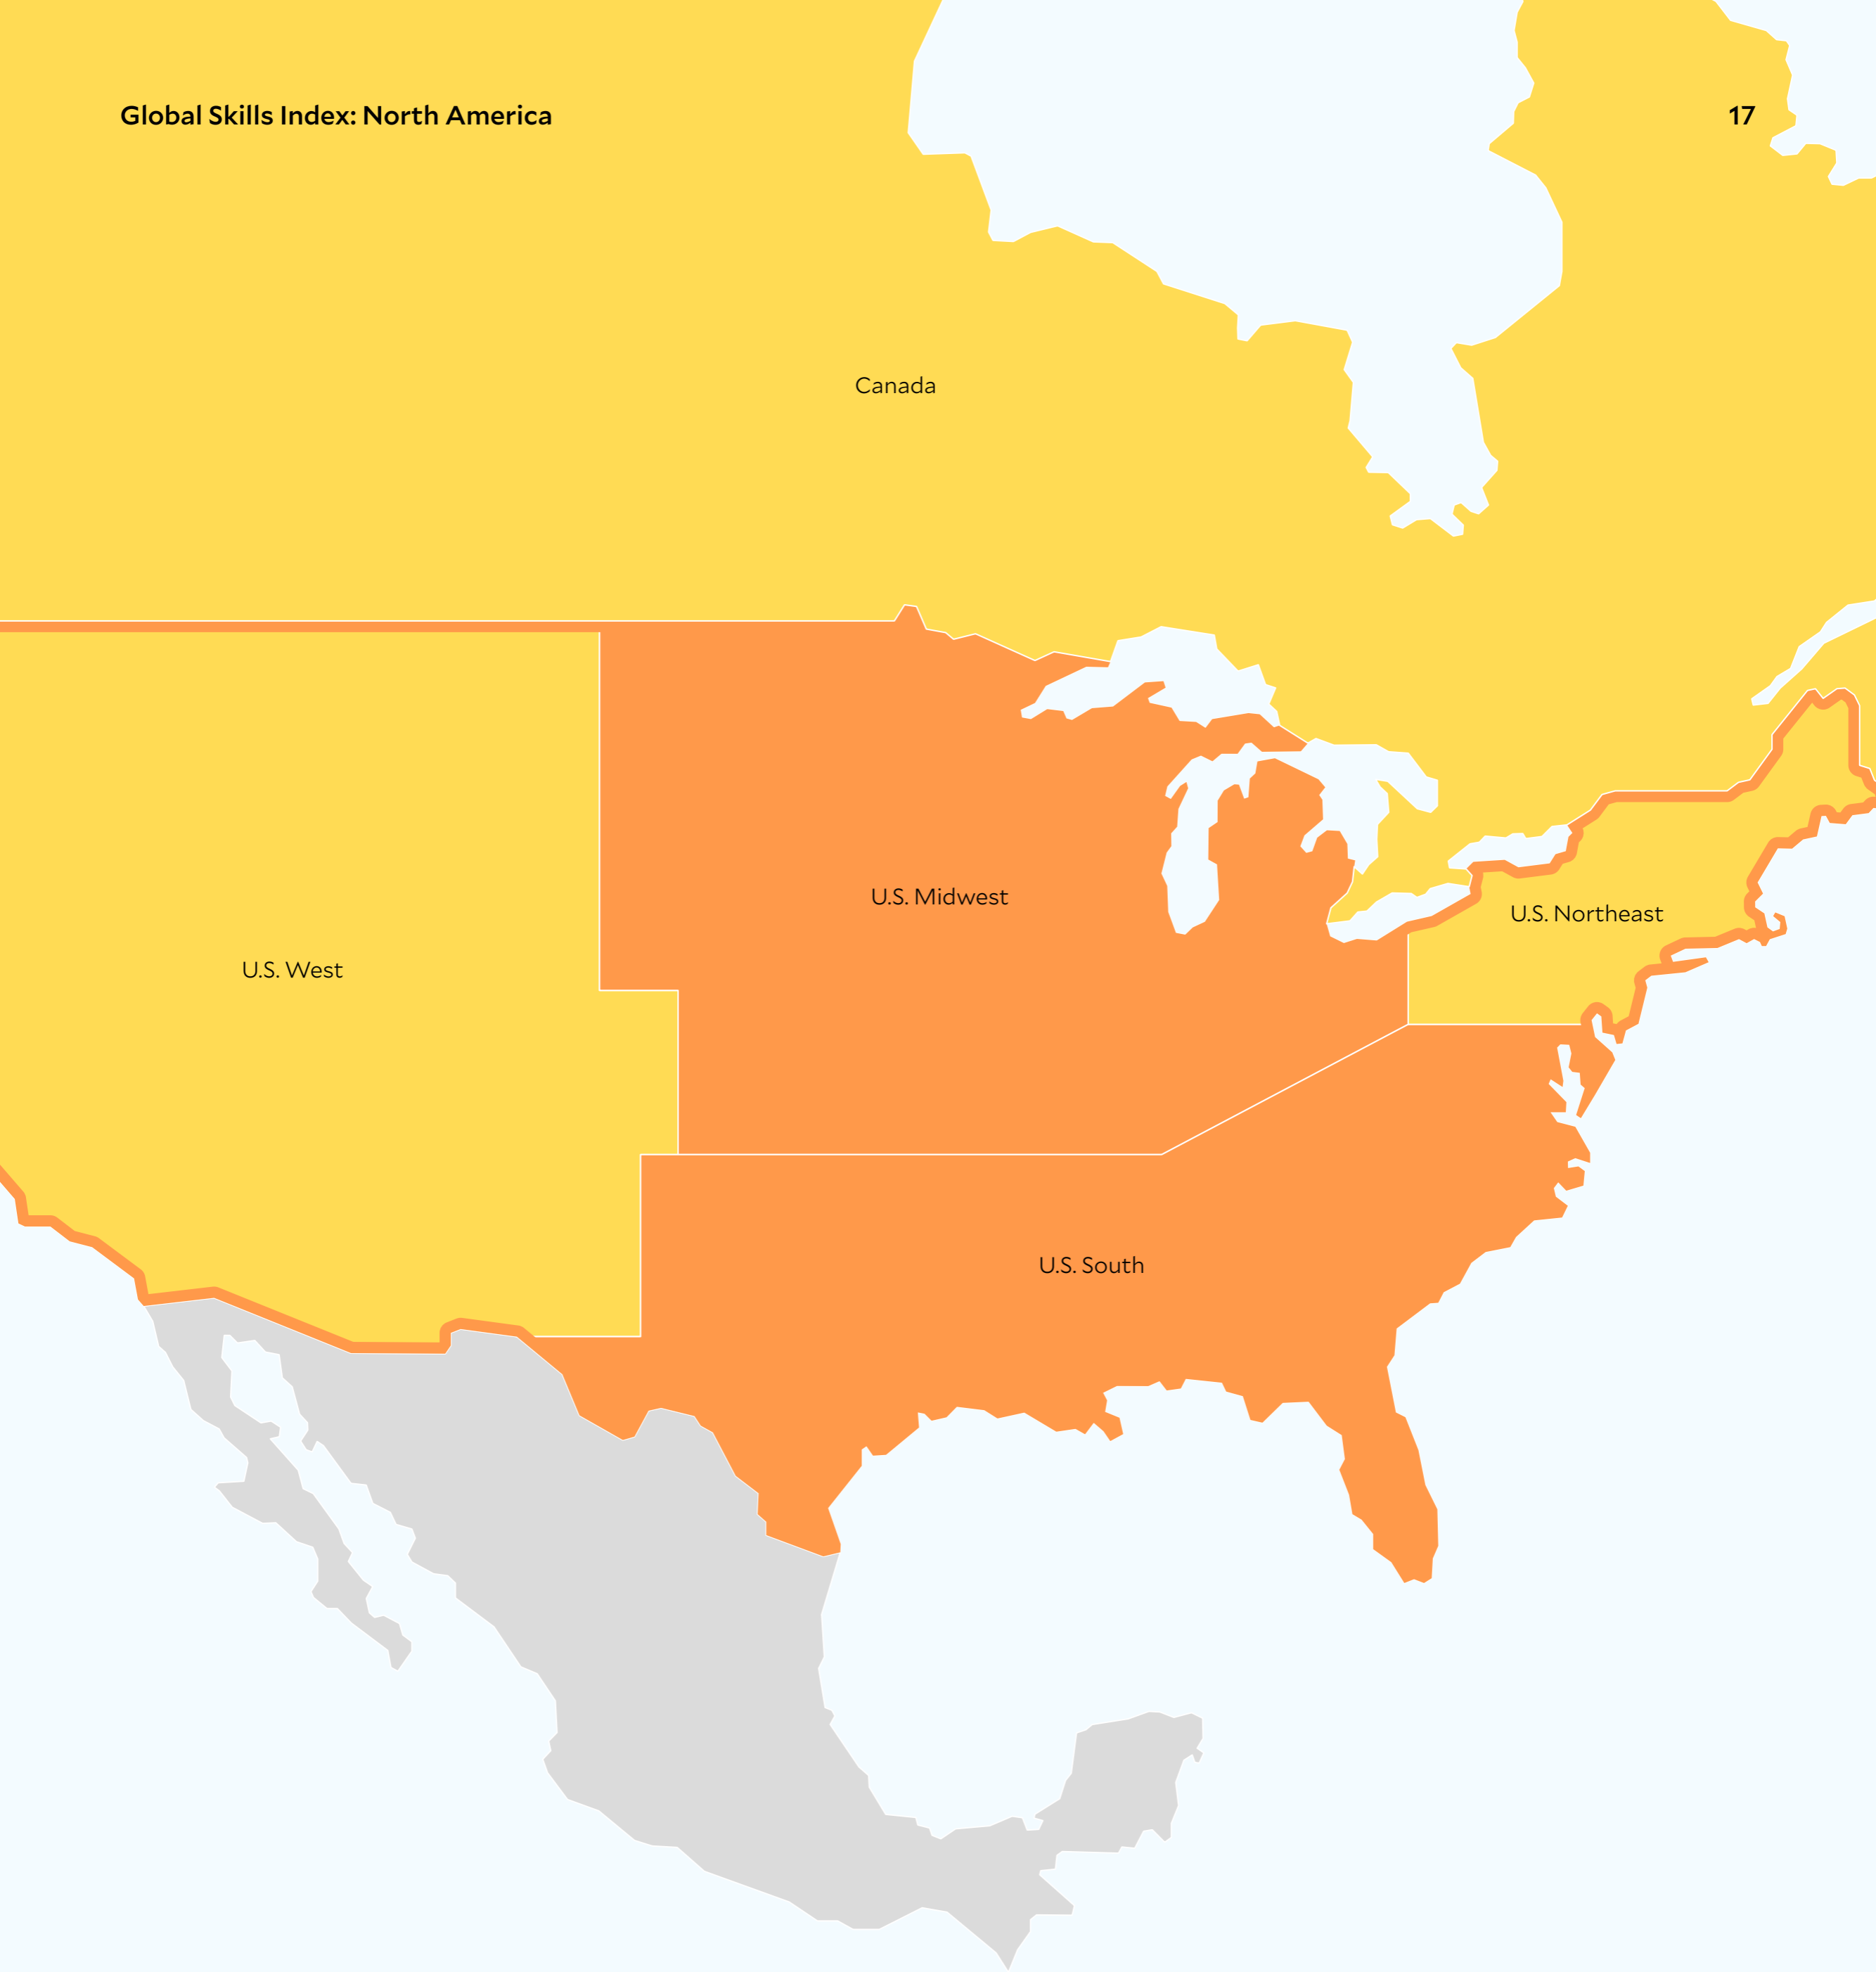 Global Skills Index: North America
17
Canada
U.S. Midwest
U.S. Northeast
U.S. West
U.S. South